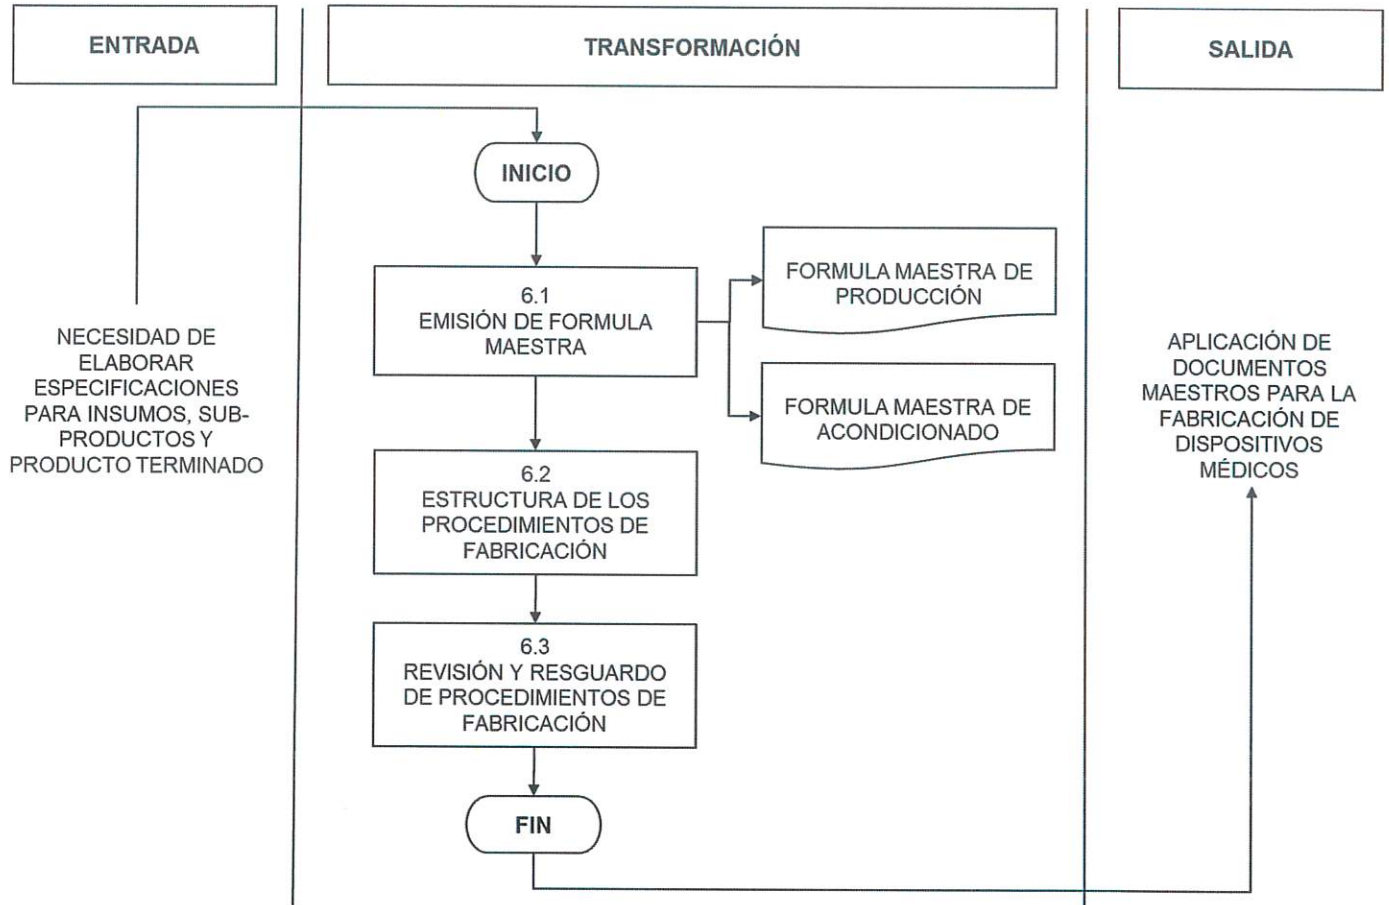 ENTRADA
TRANSFORMACIÓN
SALIDA
INICIO
6.1
EMISIÓN DE FORMULA
MAESTRA
FORMULA MAESTRA DE
PRODUCCIÓN
FORMULA MAESTRA DE
ACONDICIONADO
NECESIDAD DE
ELABORAR
ESPECIFICACIONES
PARA INSUMOS, SUB-
PRODUCTOS Y
PRODUCTO TERMINADO
APLICACIÓN DE
DOCUMENTOS
MAESTROS PARA LA
FABRICACIÓN DE
DISPOSITIVOS
MÉDICOS
6.2
ESTRUCTURA DE LOS
PROCEDIMIENTOS DE
FABRICACIÓN
6.3
REVISIÓN Y RESGUARDO
DE PROCEDIMIENTOS DE
FABRICACIÓN
FIN